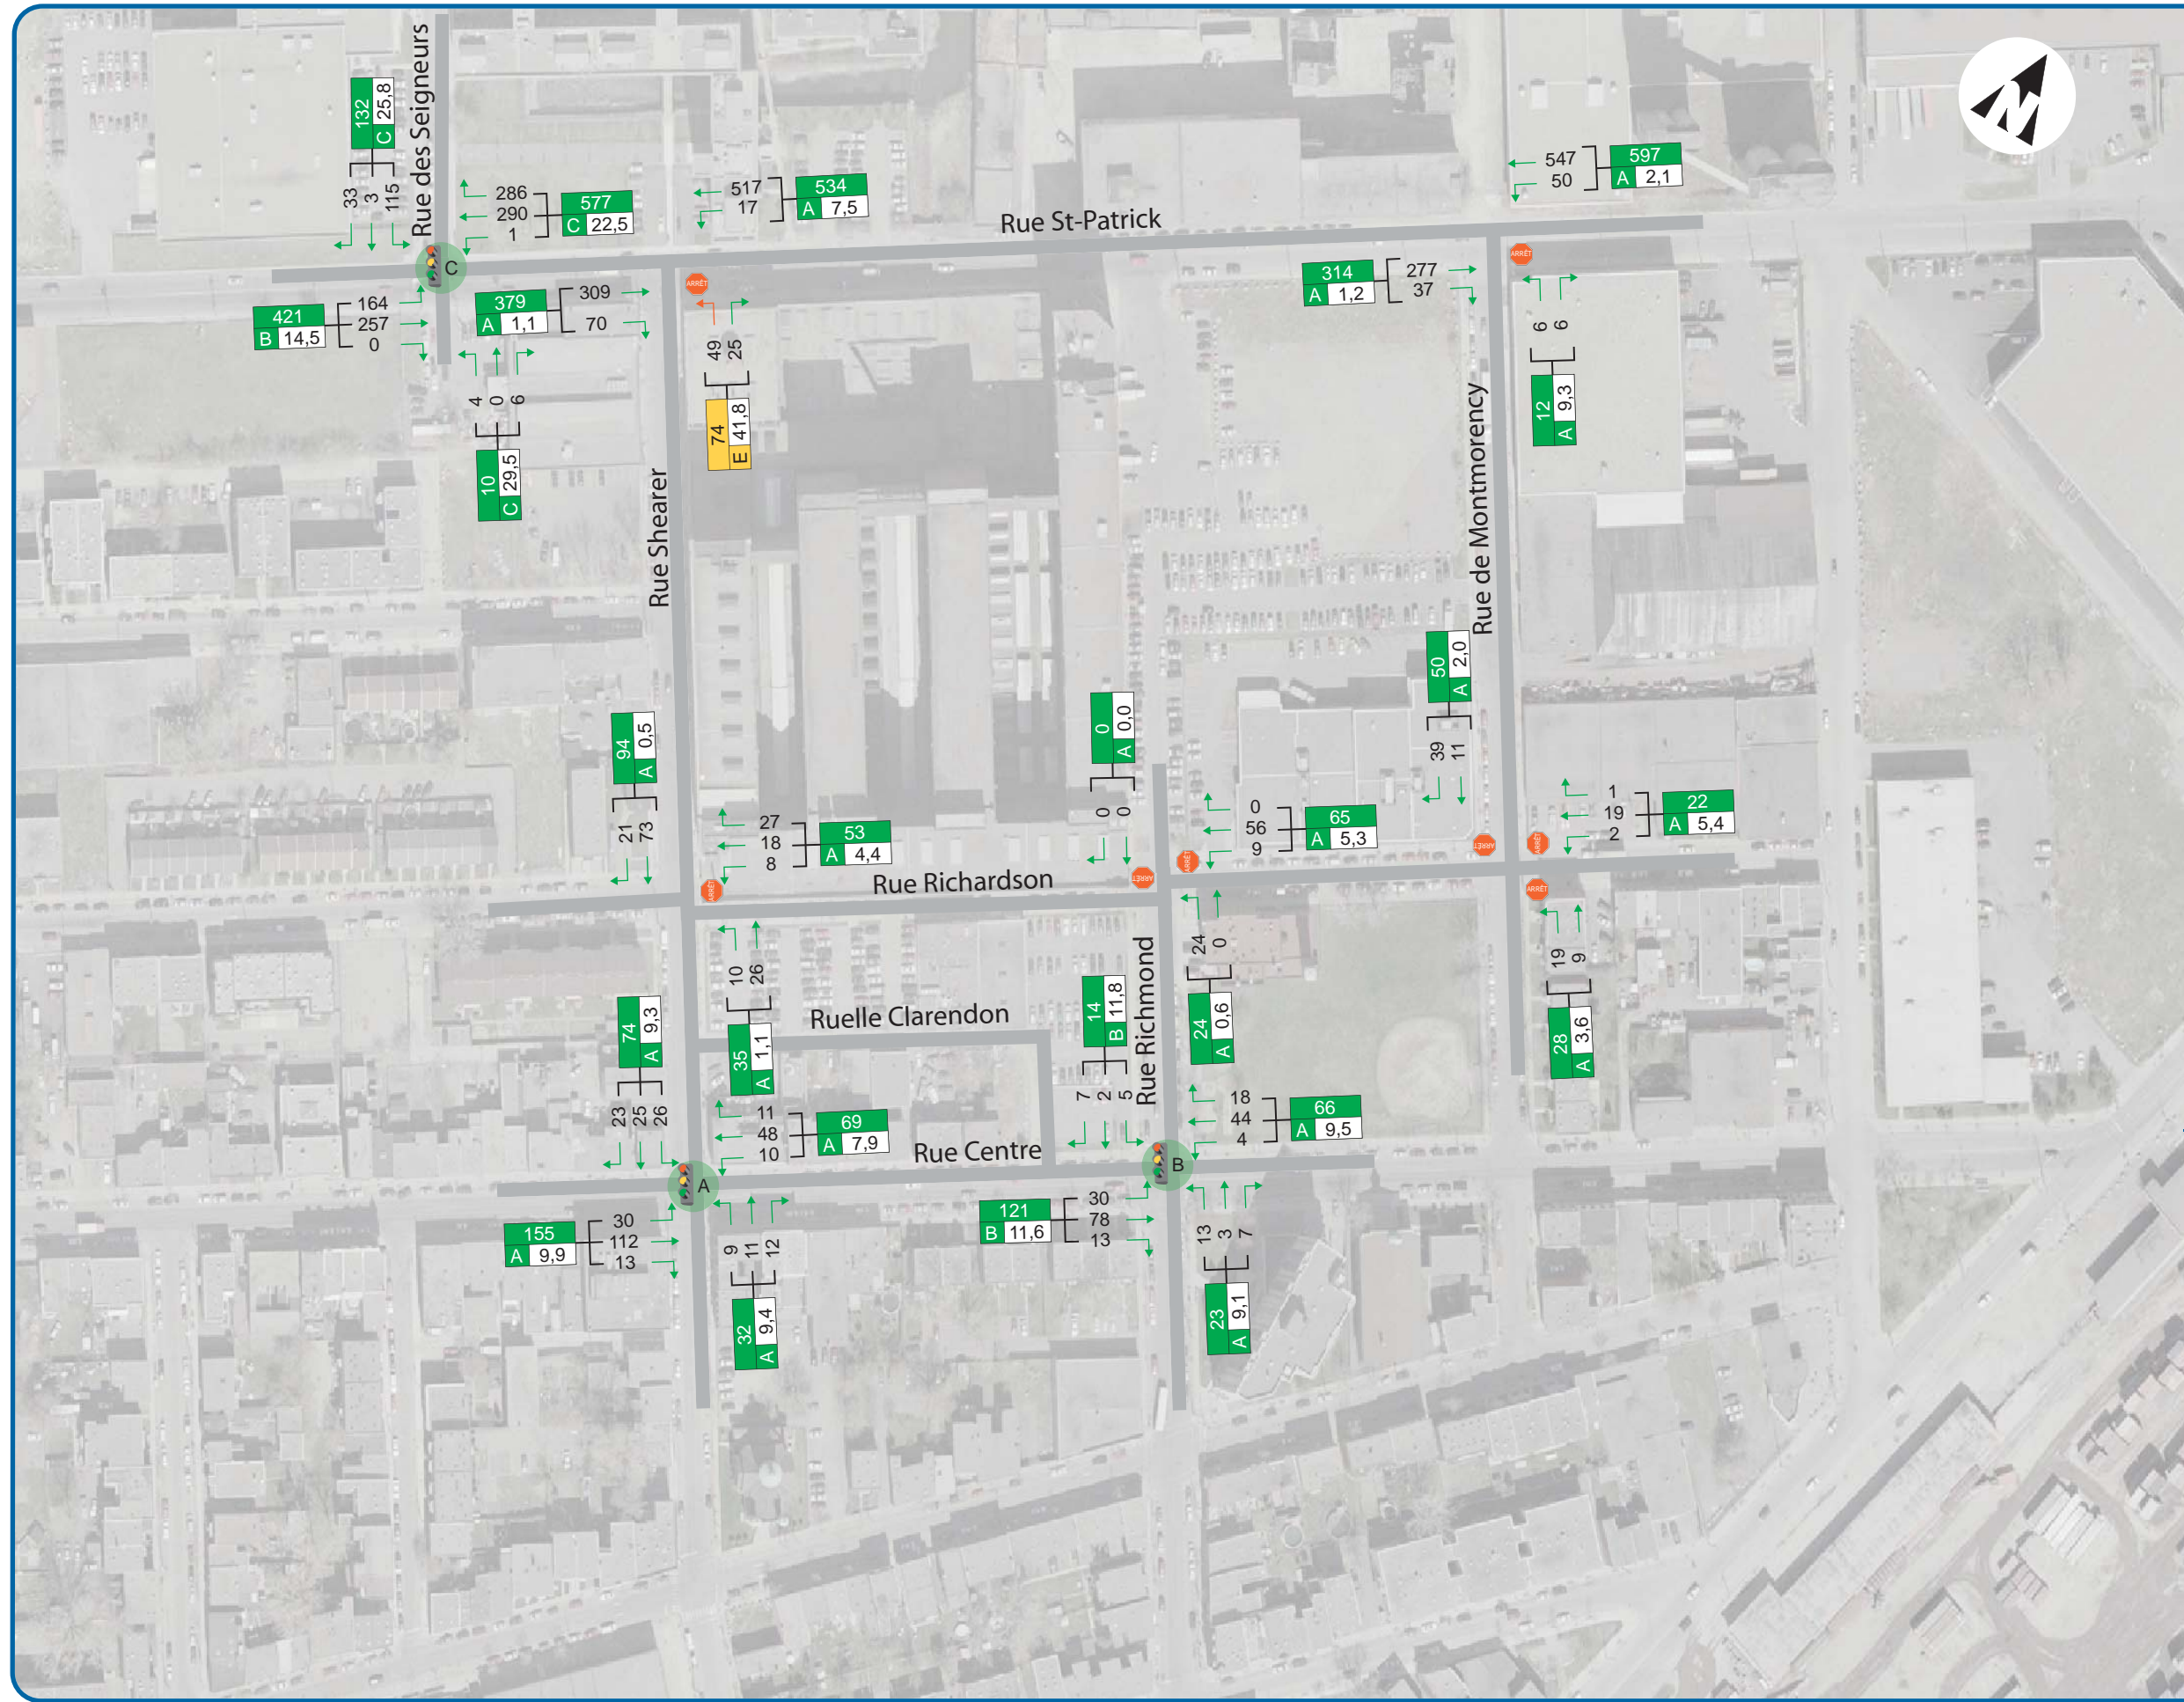 Rue des Seigneurs
132
C 25,8
33
3
115
286
290
1
577
C 22,5
517
17
534
A 7,5
Rue St-Patrick
547
50
597
A 2,1
N
C
ARRÊT
ARRÊT
421
B 14,5
164
257
0
379
A 1,1
309
70
314
A 1,2
277
37
4
0
6
10
C 29,5
49
25
74
E 41,8
6
6
12
A 9,3
Rue Shearer
Rue de Montmorency
94
A 0,5
21
73
27
18
8
53
A 4,4
0
A 0,0
0
0
0
56
9
65
A 5,3
50
A 2,0
39
11
1
19
2
22
A 5,4
ARRÊT
ARRÊT
ARRÊT
ARRÊT
ARRÊT
ARRÊT
Rue Richardson
10
26
35
A 1,1
24
0
24
A 0,6
19
9
28
A 3,6
Ruelle Clarendon
Rue Richmond
74
A 9,3
23
25
26
11
48
10
69
A 7,9
Rue Centre
14
B 11,8
7
2
5
18
44
4
66
A 9,5
A
B
155
A 9,9
30
112
13
9
11
12
32
A 9,4
121
B 11,6
30
78
13
13
3
7
23
A 9,1